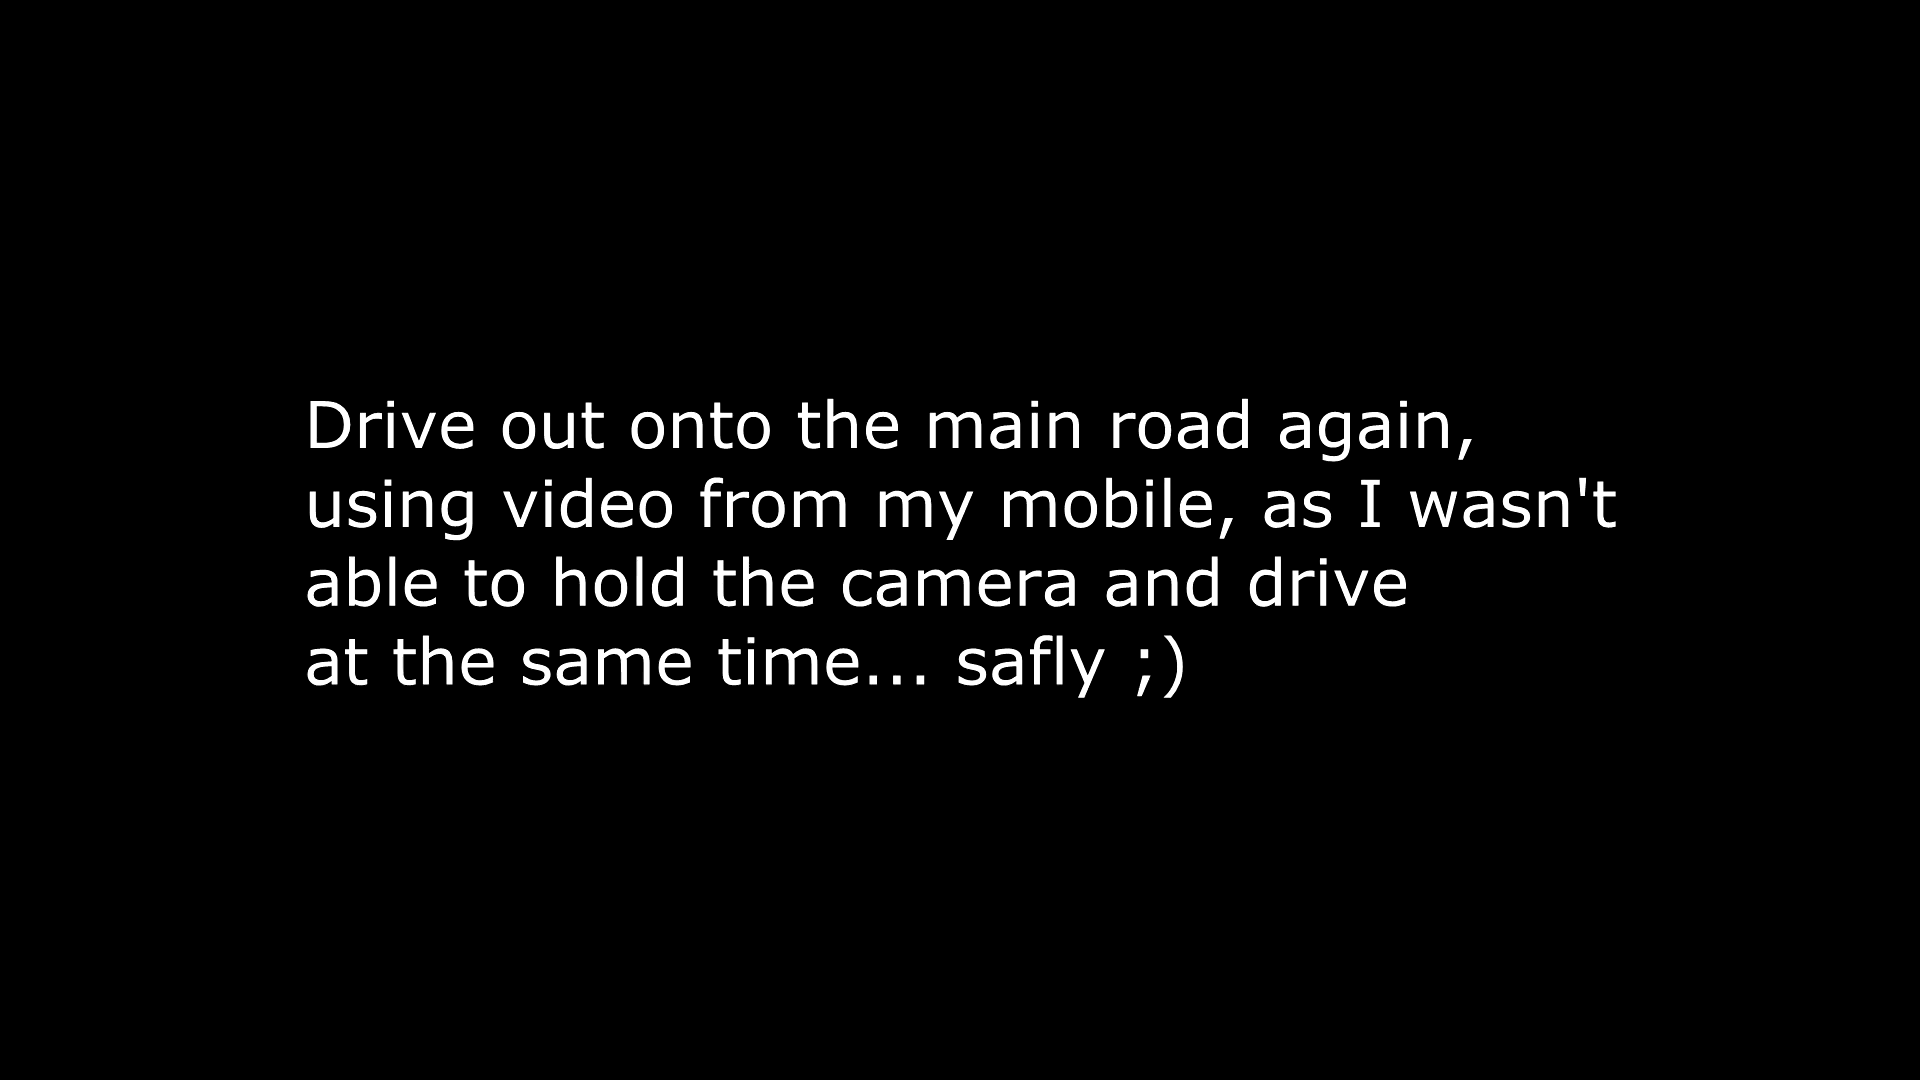 Drive out onto the main road again,
using video from my mobile, as I wasn't
able to hold the camera and drive
at the same time... safly ;)